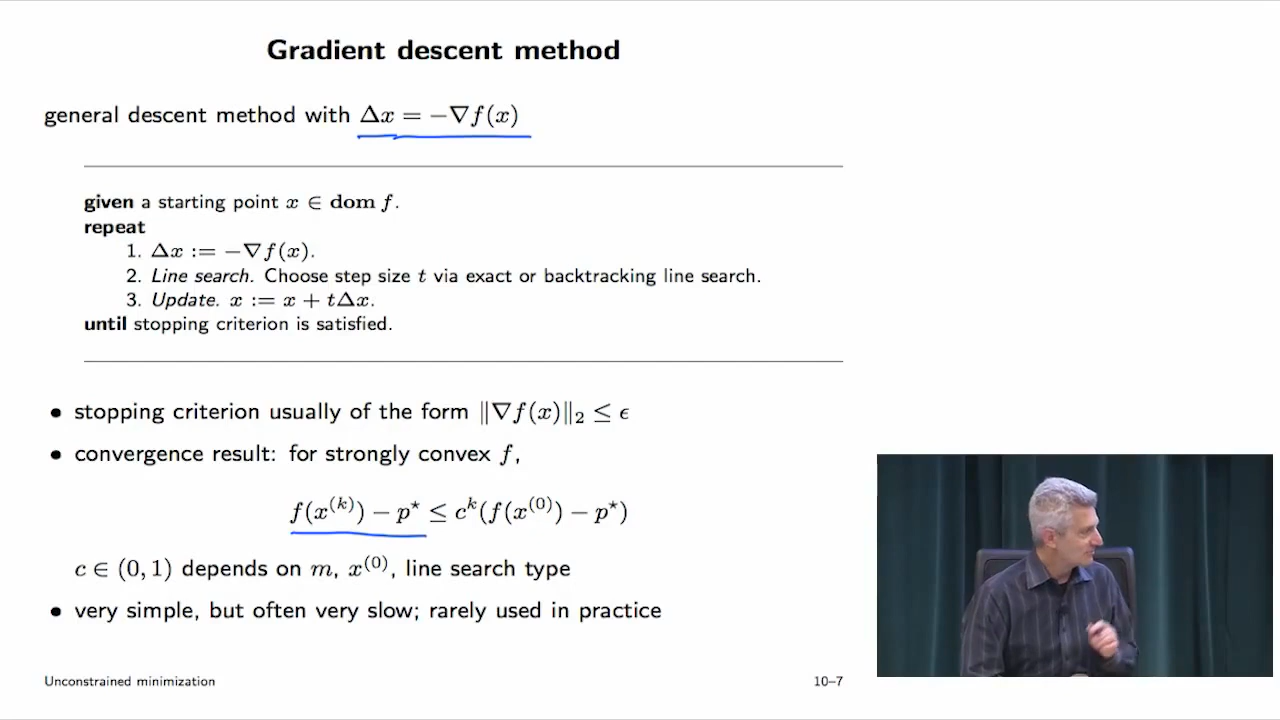 Gradient descent method
general descent method with Δx = −∇f(x)
given a starting point x ∈ dom f.
repeat
1. Δx := −∇f(x).
2. Line search. Choose step size t via exact or backtracking line search.
3. Update. x := x + tΔx.
until stopping criterion is satisfied.
• stopping criterion usually of the form ‖∇f(x)‖₂ ≤ ϵ
• convergence result: for strongly convex f,
f(x⁽ᵏ⁾) − p⋆ ≤ cᵏ(f(x⁽⁰⁾) − p⋆)
c ∈ (0, 1) depends on m, x⁽⁰⁾, line search type
• very simple, but often very slow; rarely used in practice
Unconstrained minimization 10–7